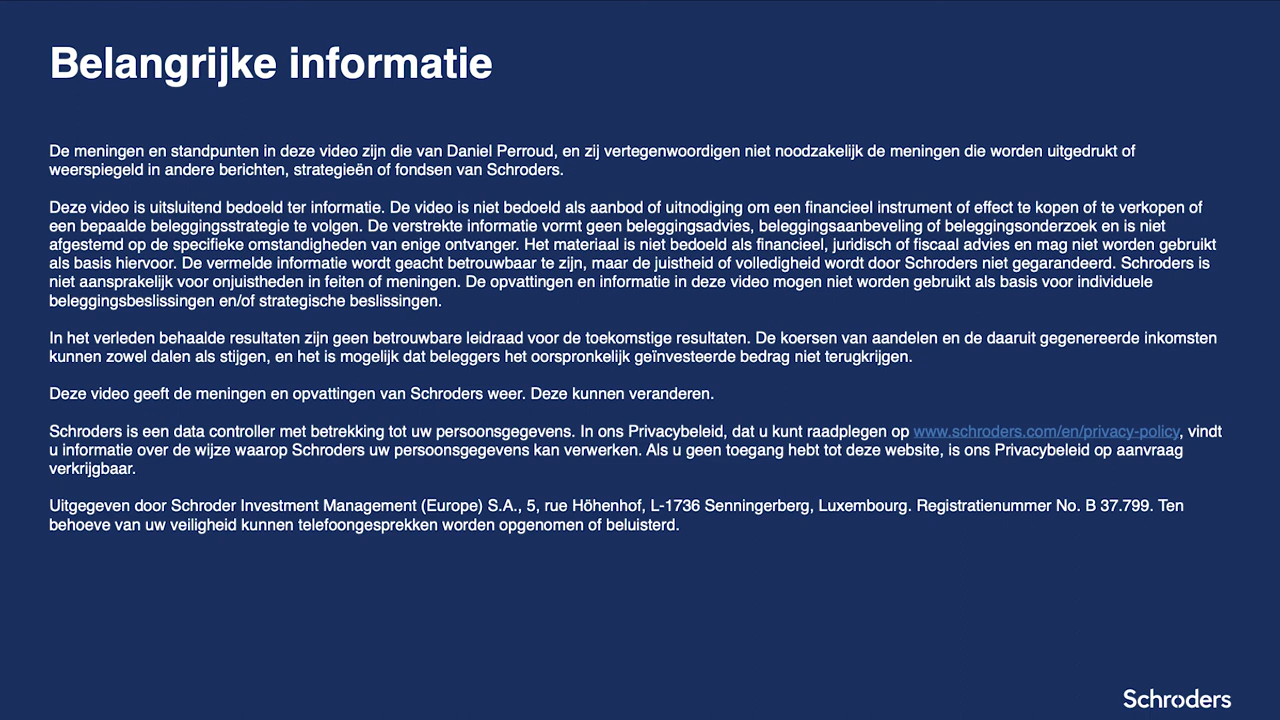 Belangrijke informatie
De meningen en standpunten in deze video zijn die van Daniel Perroud, en zij vertegenwoordigen niet noodzakelijk de meningen die worden uitgedrukt of
weerspiegeld in andere berichten, strategieën of fondsen van Schroders.
Deze video is uitsluitend bedoeld ter informatie. De video is niet bedoeld als aanbod of uitnodiging om een financieel instrument of effect te kopen of te verkopen of
een bepaalde beleggingsstrategie te volgen. De verstrekte informatie vormt geen beleggingsadvies, beleggingsaanbeveling of beleggingsonderzoek en is niet
afgestemd op de specifieke omstandigheden van enige ontvanger. Het materiaal is niet bedoeld als financieel, juridisch of fiscaal advies en mag niet worden gebruikt
als basis hiervoor. De vermelde informatie wordt geacht betrouwbaar te zijn, maar de juistheid of volledigheid wordt door Schroders niet gegarandeerd. Schroders is
niet aansprakelijk voor onjuistheden in feiten of meningen. De opvattingen en informatie in deze video mogen niet worden gebruikt als basis voor individuele
beleggingsbeslissingen en/of strategische beslissingen.
In het verleden behaalde resultaten zijn geen betrouwbare leidraad voor de toekomstige resultaten. De koersen van aandelen en de daaruit gegenereerde inkomsten
kunnen zowel dalen als stijgen, en het is mogelijk dat beleggers het oorspronkelijk geïnvesteerde bedrag niet terugkrijgen.
Deze video geeft de meningen en opvattingen van Schroders weer. Deze kunnen veranderen.
Schroders is een data controller met betrekking tot uw persoonsgegevens. In ons Privacybeleid, dat u kunt raadplegen op www.schroders.com/en/privacy-policy, vindt
u informatie over de wijze waarop Schroders uw persoonsgegevens kan verwerken. Als u geen toegang hebt tot deze website, is ons Privacybeleid op aanvraag
verkrijgbaar.
Uitgegeven door Schroder Investment Management (Europe) S.A., 5, rue Höhenhof, L-1736 Senningerberg, Luxembourg. Registratienummer No. B 37.799. Ten
behoeve van uw veiligheid kunnen telefoongesprekken worden opgenomen of beluisterd.
Schroders